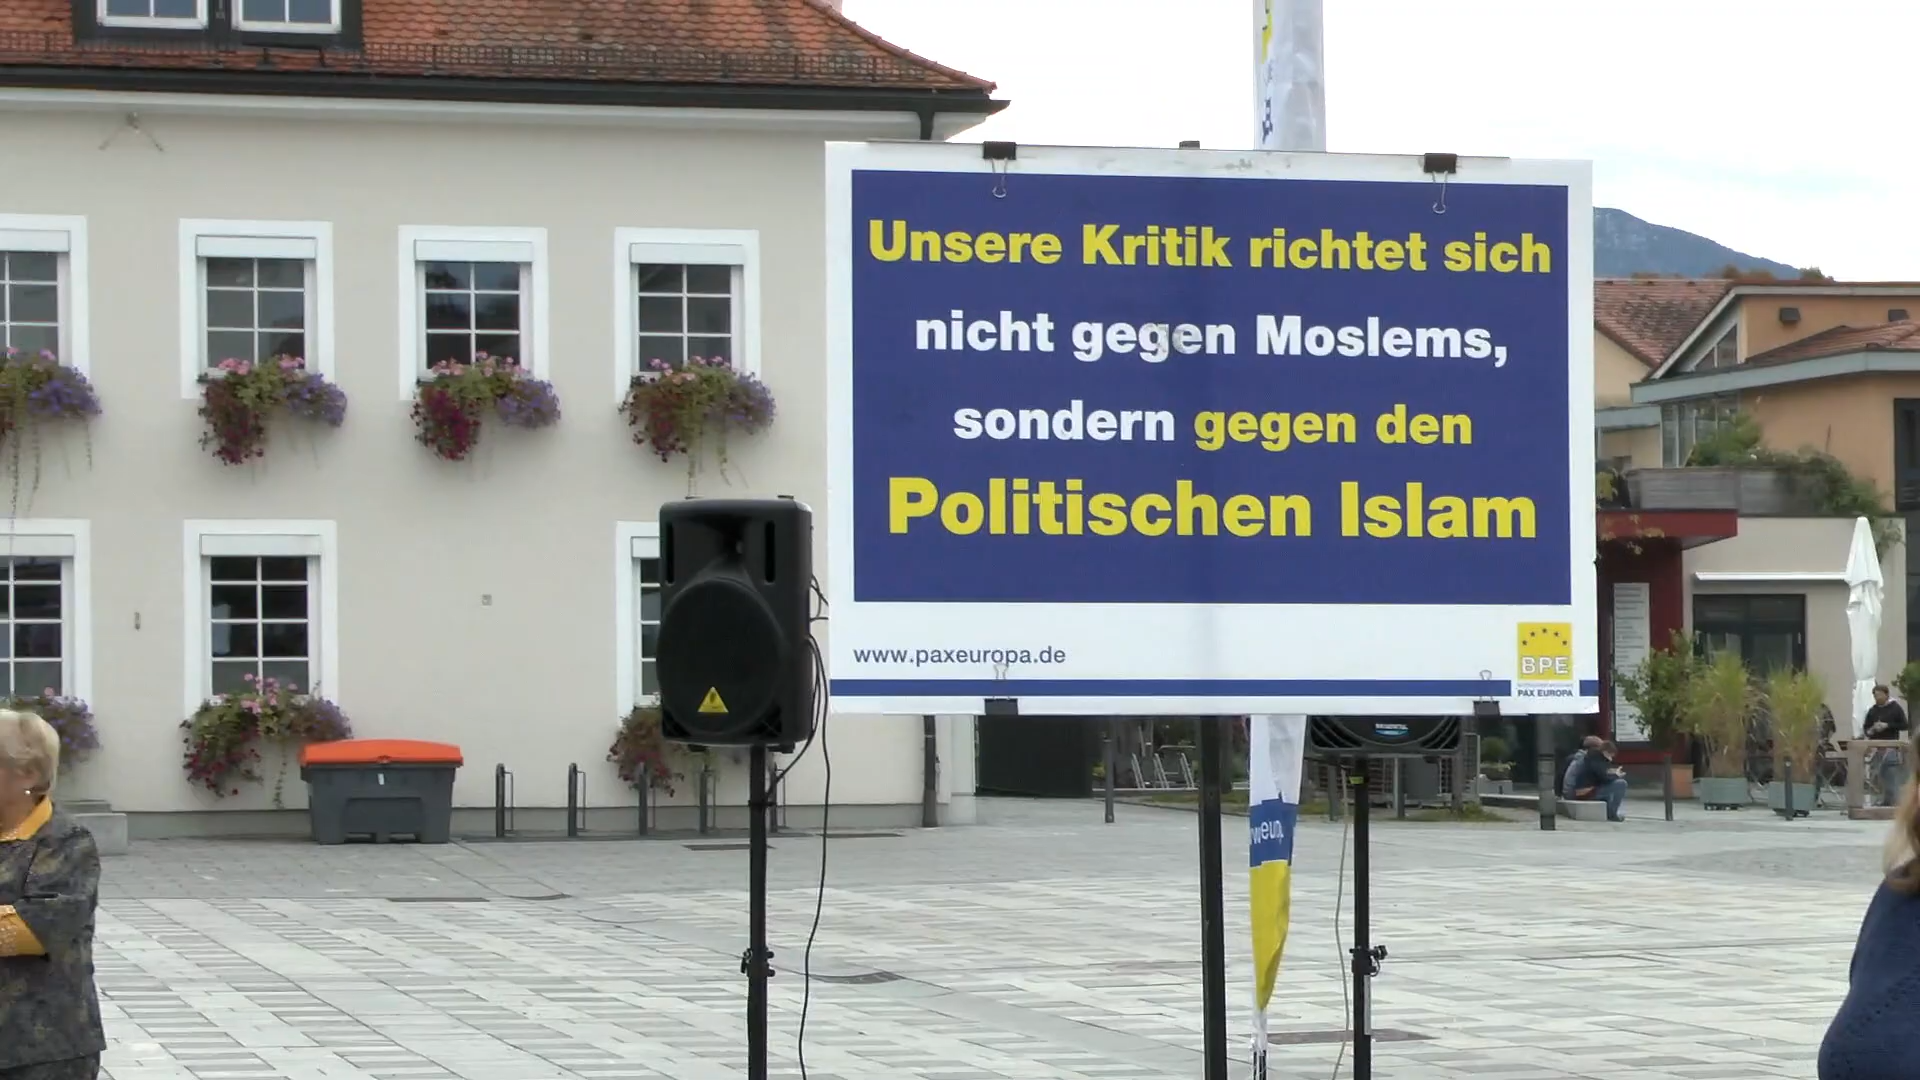 Unsere Kritik richtet sich
nicht gegen Moslems,
sondern gegen den
Politischen Islam
www.paxeuropa.de
BPE
PAX EUROPA